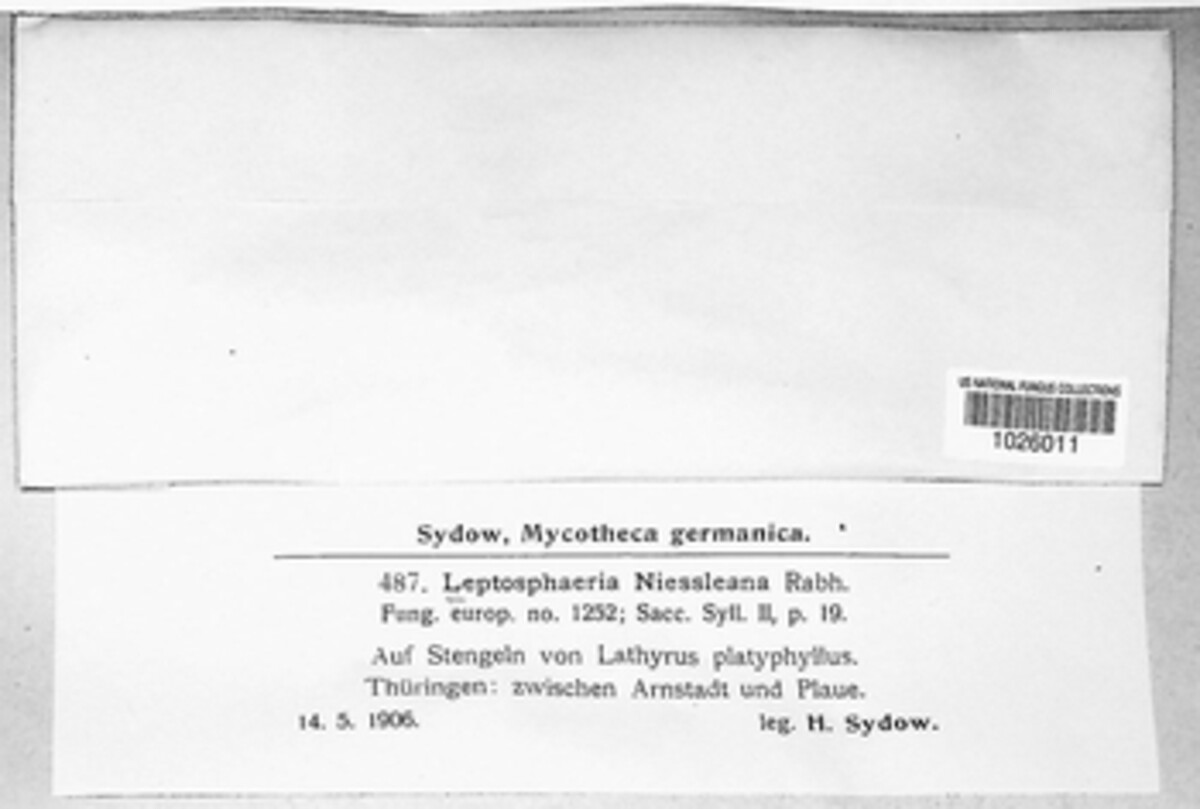 US NATIONAL FUNGUS COLLECTIONS
1026011
Sydow, Mycotheca germanica.
487. Leptosphaeria Niessleana Rabh.
Fung. europ. no. 1252; Sacc. Syll. II, p. 19.
Auf Stengeln von Lathyrus platyphyllus.
Thüringen: zwischen Arnstadt und Plaue.
14. 5. 1906. leg. H. Sydow.